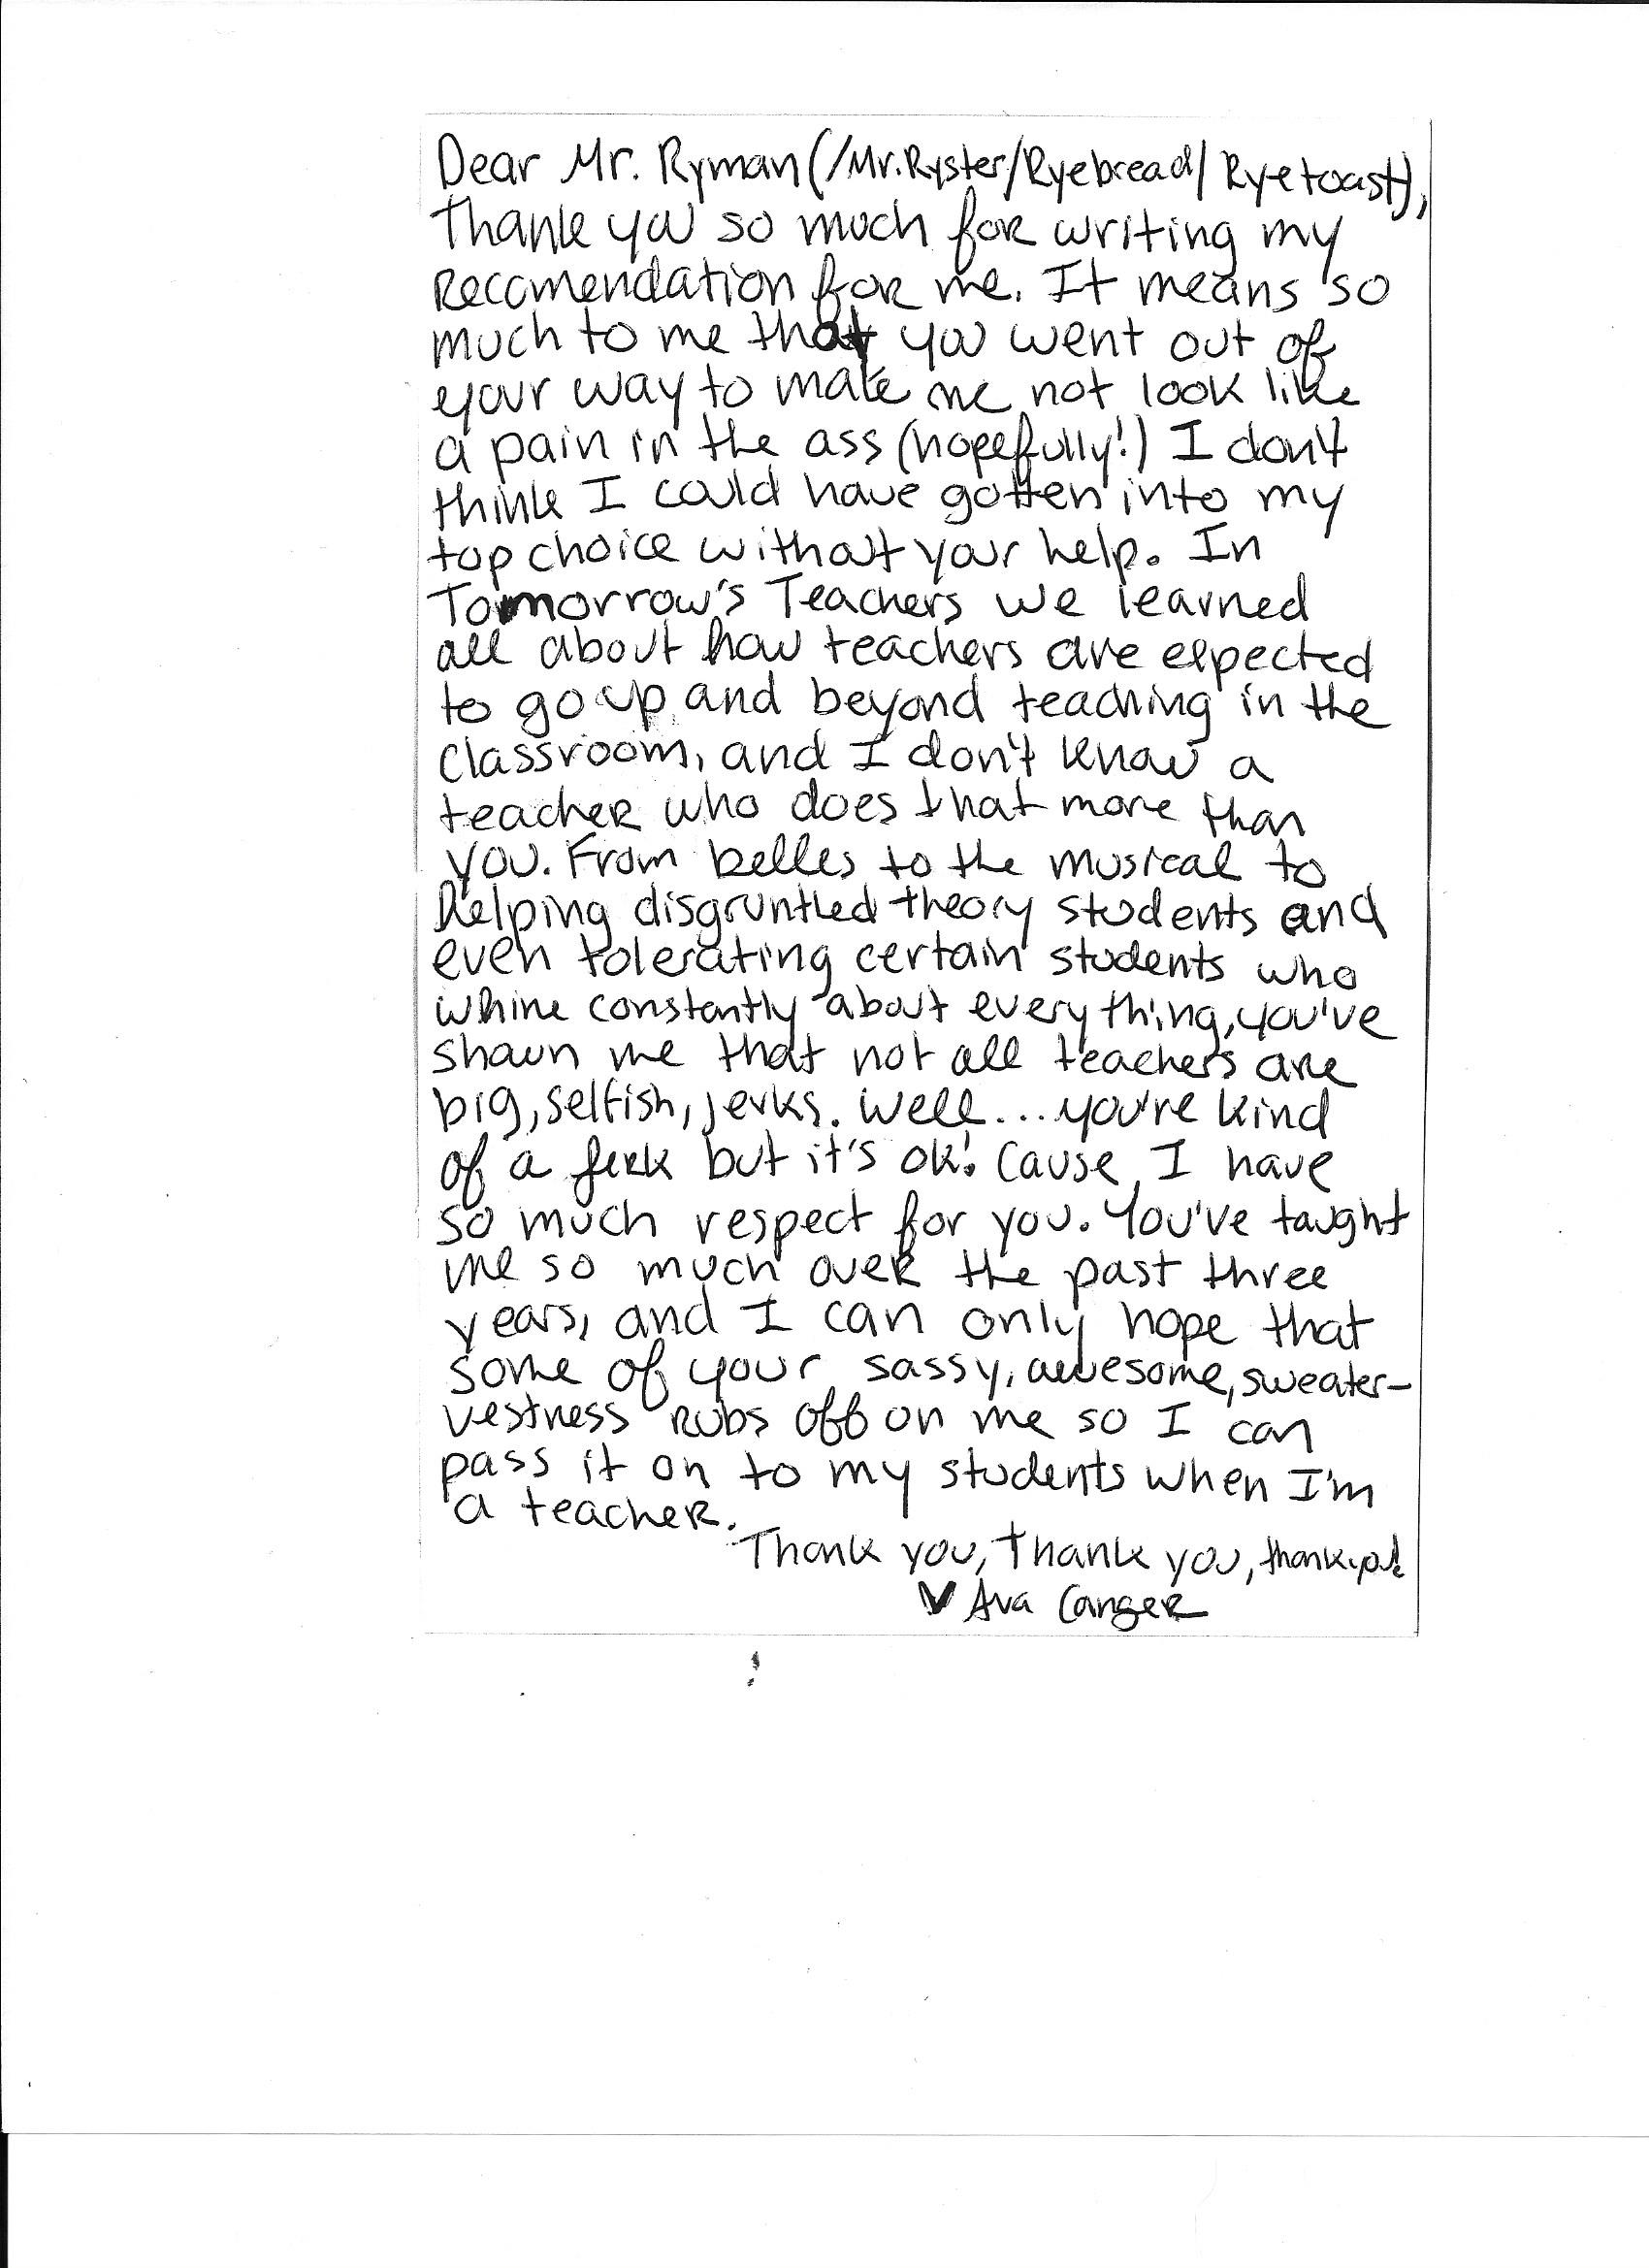 Dear Mr. Ryman (/Mr.Ryster/Ryebread/Ryetoast),
Thank you so much for writing my
Recomendation for me. It means so
much to me that you went out of
your way to make me not look like
a pain in the ass (hopefully!) I don't
think I could have gotten into my
top choice without your help. In
Tomorrow's Teachers we learned
all about how teachers are expected
to go up and beyond teaching in the
classroom, and I don't know a
teacher who does that more than
you. From belles to the musical to
helping disgruntled theory students and
even tolerating certain students who
whine constantly about everything, you've
shown me that not all teachers are
big, selfish, jerks. Well... you're kind
of a jerk but it's ok! Cause I have
so much respect for you. You've taught
me so much over the past three
years, and I can only hope that
some of your sassy, awesome, sweater-
vestness rubs off on me so I can
pass it on to my students when I'm
a teacher.
Thank you, Thank you, thank you!
♥ Ava Canger